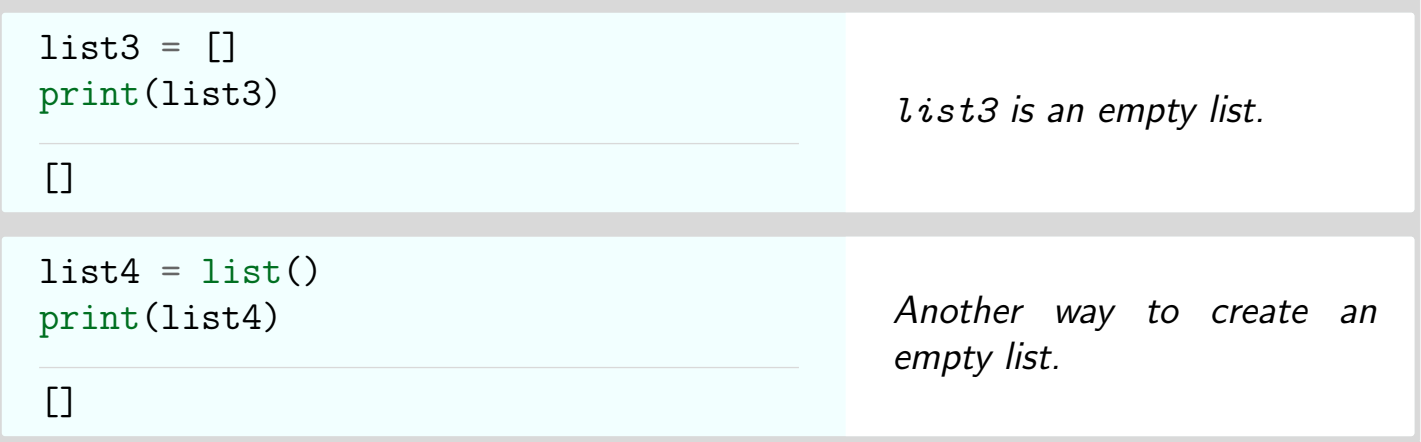 list3 = []
print(list3)
[]
list3 is an empty list.
list4 = list()
print(list4)
[]
Another way to create an
empty list.